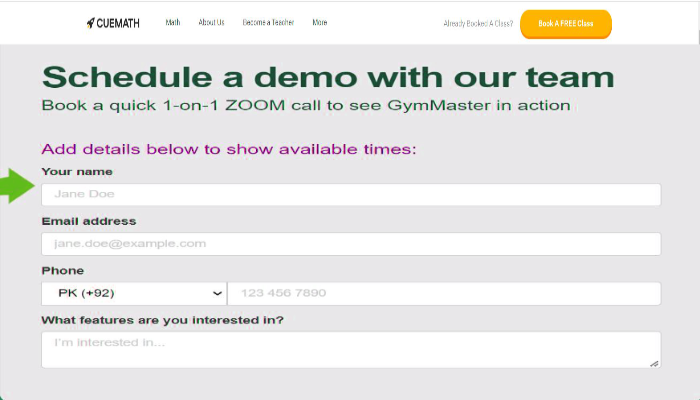 CUEMATH
Math
About Us
Become a Teacher
More
Already Booked A Class?
Book A FREE Class
Schedule a demo with our team
Book a quick 1-on-1 ZOOM call to see GymMaster in action
Add details below to show available times:
Your name
Jane Doe
Email address
jane.doe@example.com
Phone
PK (+92)
123 456 7890
What features are you interested in?
I'm interested in...